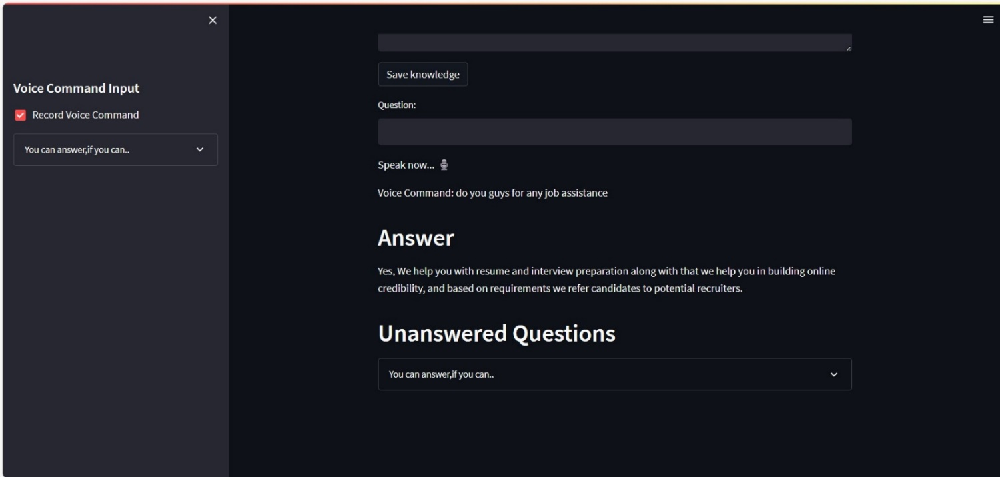 Voice Command Input
Record Voice Command
You can answer,if you can..
Save knowledge
Question:
Speak now...
Voice Command: do you guys for any job assistance
Answer
Yes, We help you with resume and interview preparation along with that we help you in building online
credibility, and based on requirements we refer candidates to potential recruiters.
Unanswered Questions
You can answer,if you can..